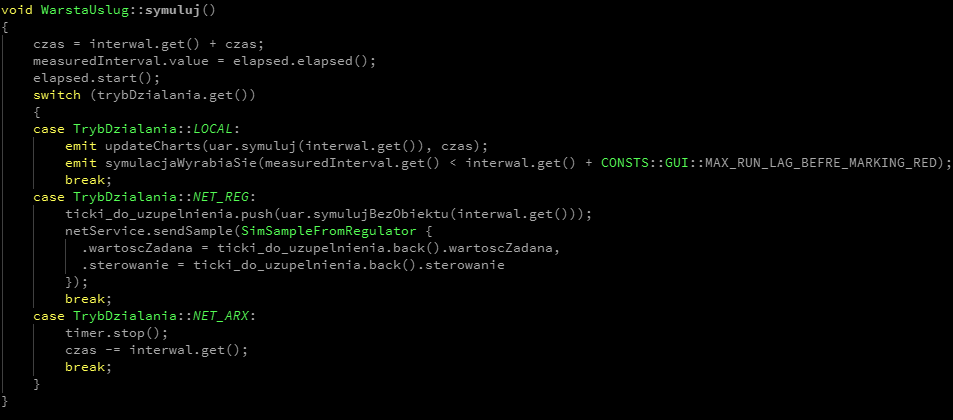 void WarstaUslug::symuluj()
{
    czas = interwal.get() + czas;
    measuredInterval.value = elapsed.elapsed();
    elapsed.start();
    switch (trybDzialania.get())
    {
    case TrybDzialania::LOCAL:
        emit updateCharts(uar.symuluj(interwal.get()), czas);
        emit symulacjaWyrabiaSie(measuredInterval.get() < interwal.get() + CONSTS::GUI::MAX_RUN_LAG_BEFRE_MARKING_RED);
        break;
    case TrybDzialania::NET_REG:
        ticki_do_uzupelnienia.push(uar.symulujBezObiektu(interwal.get()));
        netService.sendSample(SimSampleFromRegulator {
          .wartoscZadana = ticki_do_uzupelnienia.back().wartoscZadana,
          .sterowanie = ticki_do_uzupelnienia.back().sterowanie
        });
        break;
    case TrybDzialania::NET_ARX:
        timer.stop();
        czas -= interwal.get();
        break;
    }
}